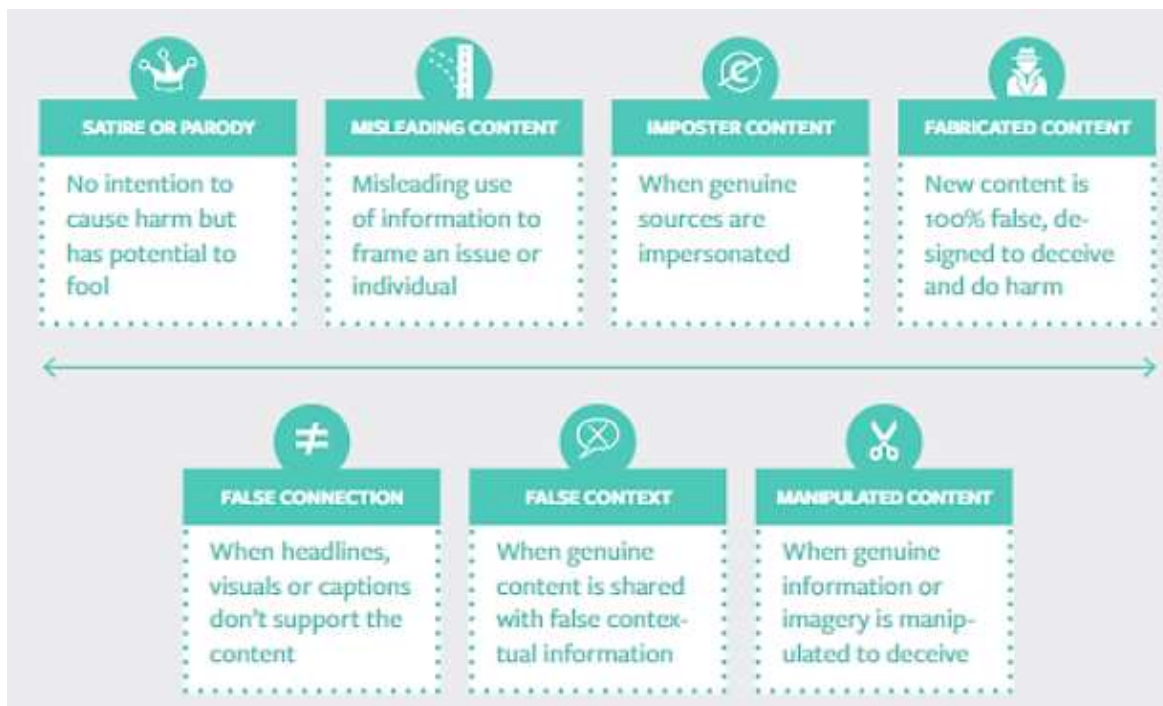 SATIRE OR PARODY
No intention to
cause harm but
has potential to
fool
MISLEADING CONTENT
Misleading use
of information to
frame an issue or
individual
IMPOSTER CONTENT
When genuine
sources are
impersonated
FABRICATED CONTENT
New content is
100% false, de-
signed to deceive
and do harm
FALSE CONNECTION
When headlines,
visuals or captions
don't support the
content
FALSE CONTEXT
When genuine
content is shared
with false contex-
tual information
MANIPULATED CONTENT
When genuine
information or
imagery is manip-
ulated to deceive